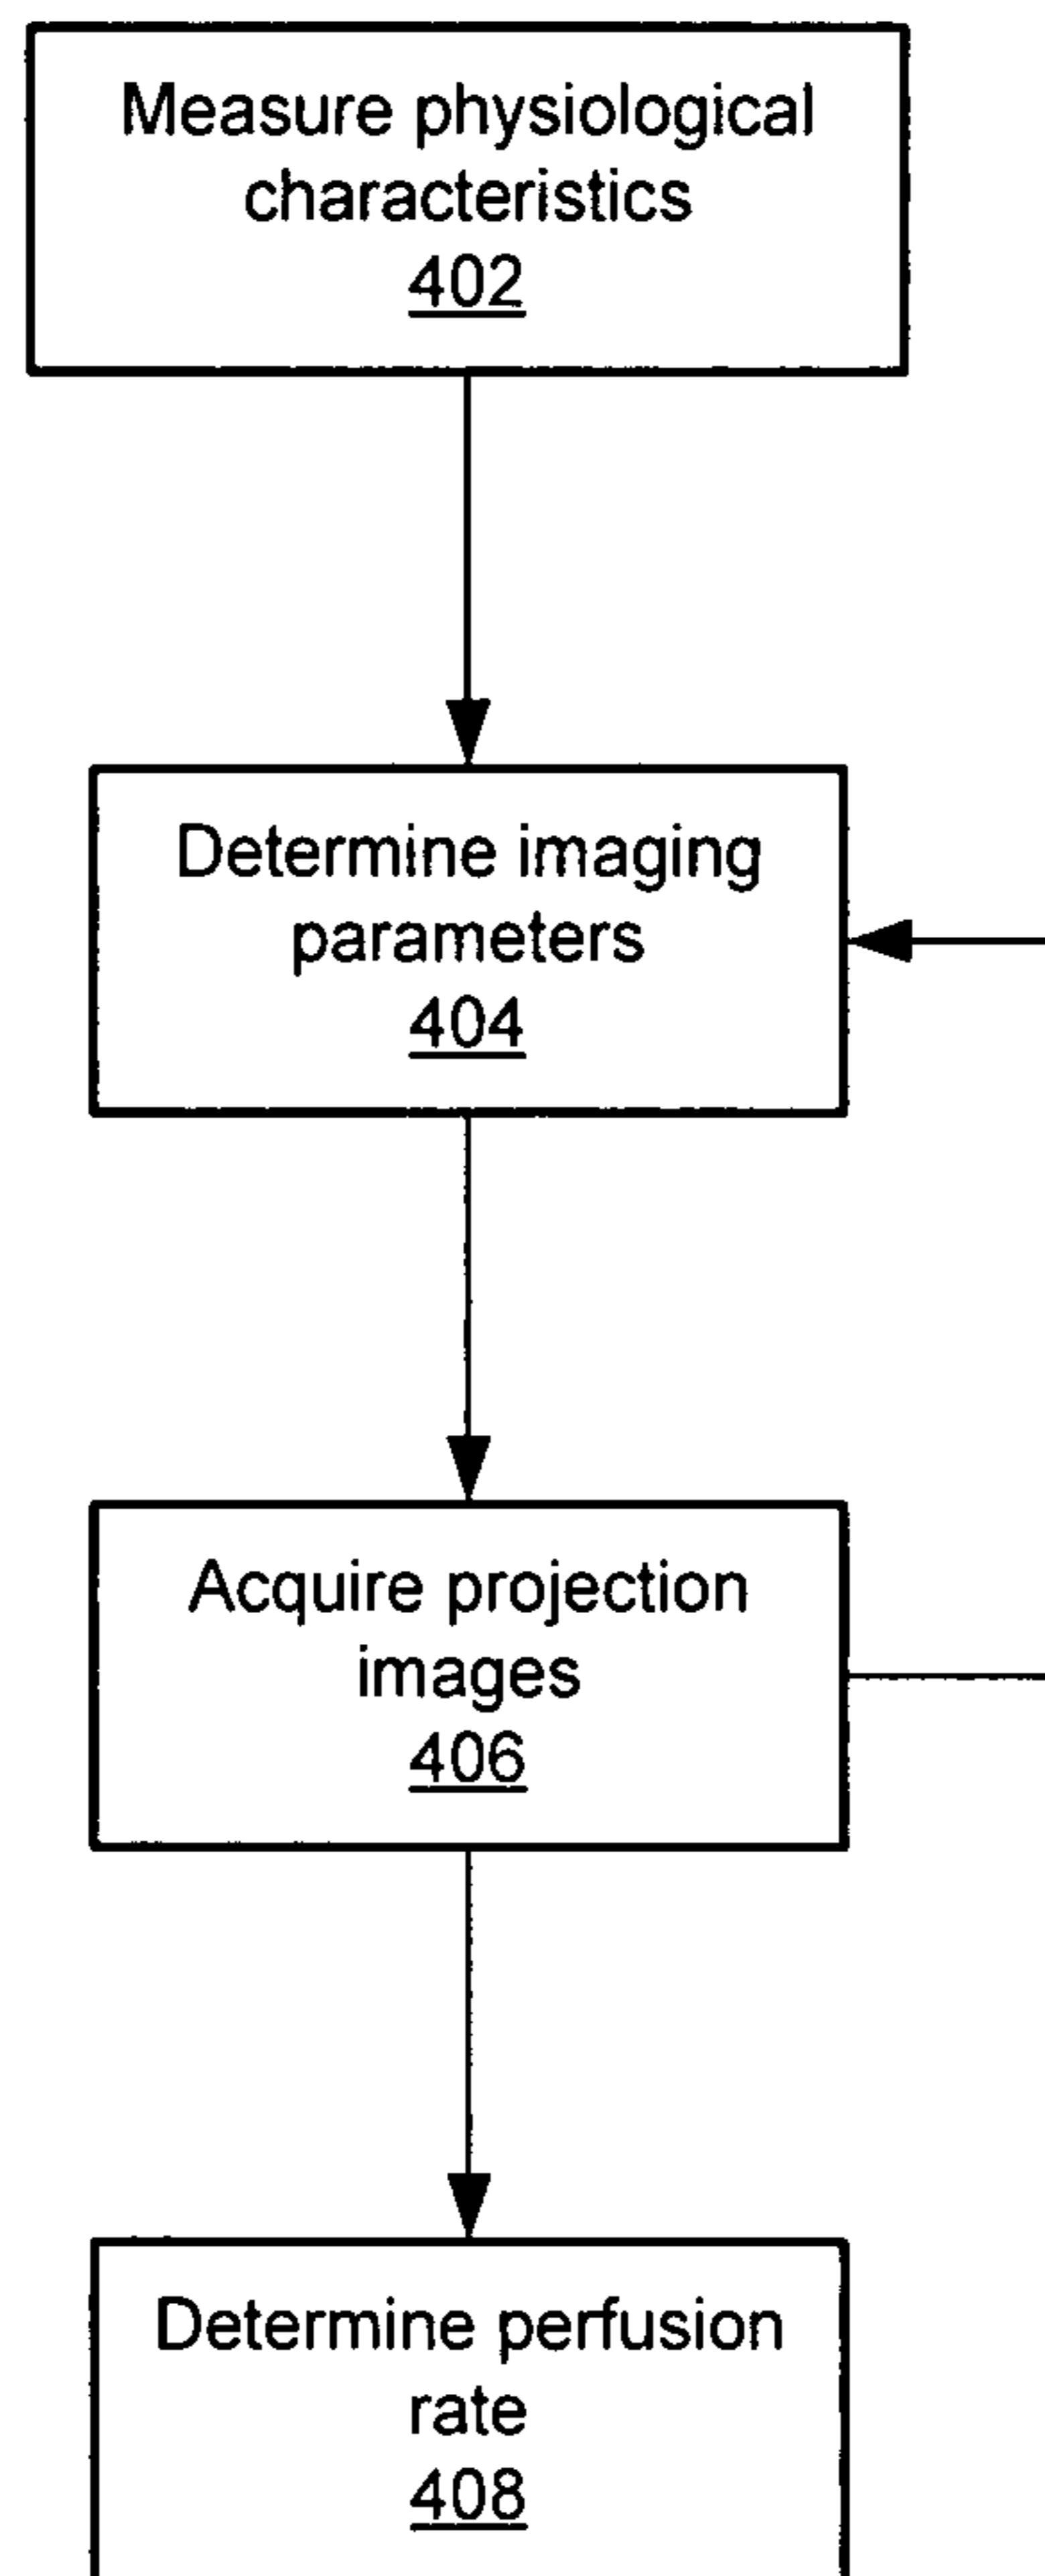 Measure physiological
characteristics
402
Determine imaging
parameters
404
Acquire projection
images
406
Determine perfusion
rate
408